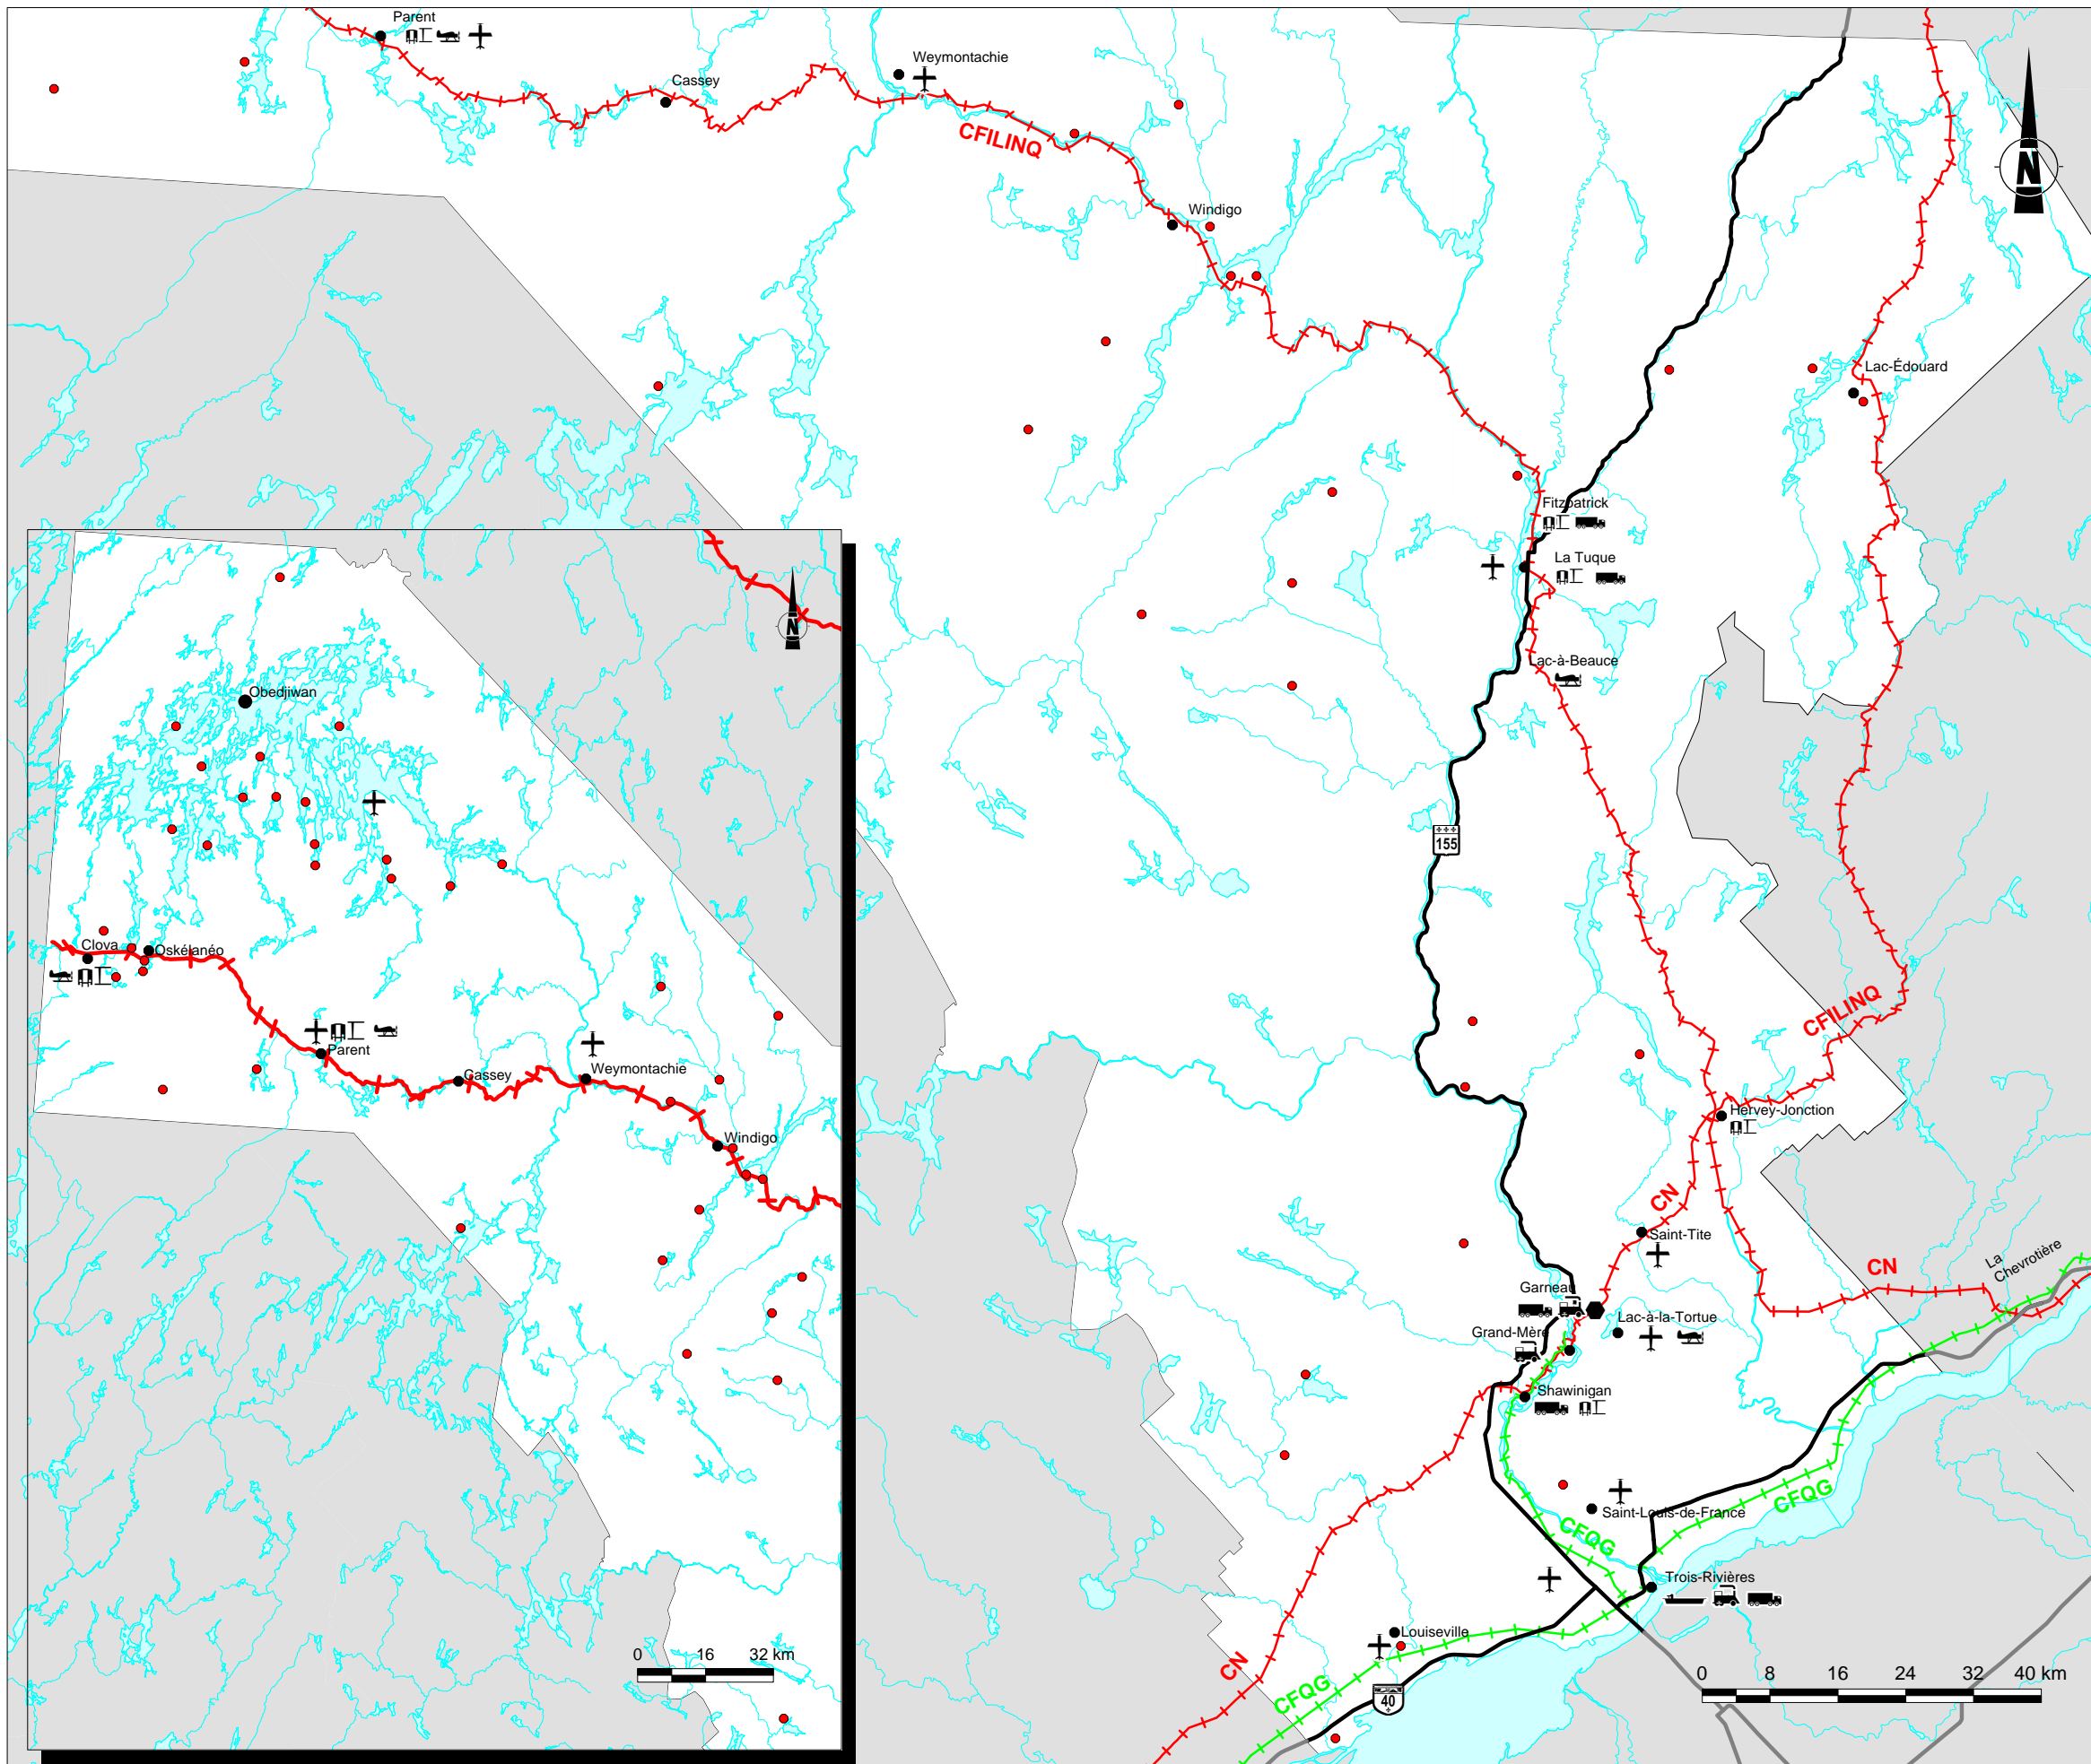 Parent
Weymontachie
Cassey
CFILINQ
N
Windigo
Lac-Édouard
Fitzpatrick
La Tuque
Lac-à-Beauce
155
CFILINQ
Hervey-Jonction
CN
Saint-Tite
CN
La
Chevrotière
Garneau
Lac-à-la-Tortue
Grand-Mère
Shawinigan
CFQG
Saint-Louis-de-France
CFQG
Trois-Rivières
Louiseville
CN
CFQG
40
0 8 16 24 32 40 km
N
Obedjiwan
Clova
Oskélanéo
Parent
Cassey
Weymontachie
Windigo
0 16 32 km